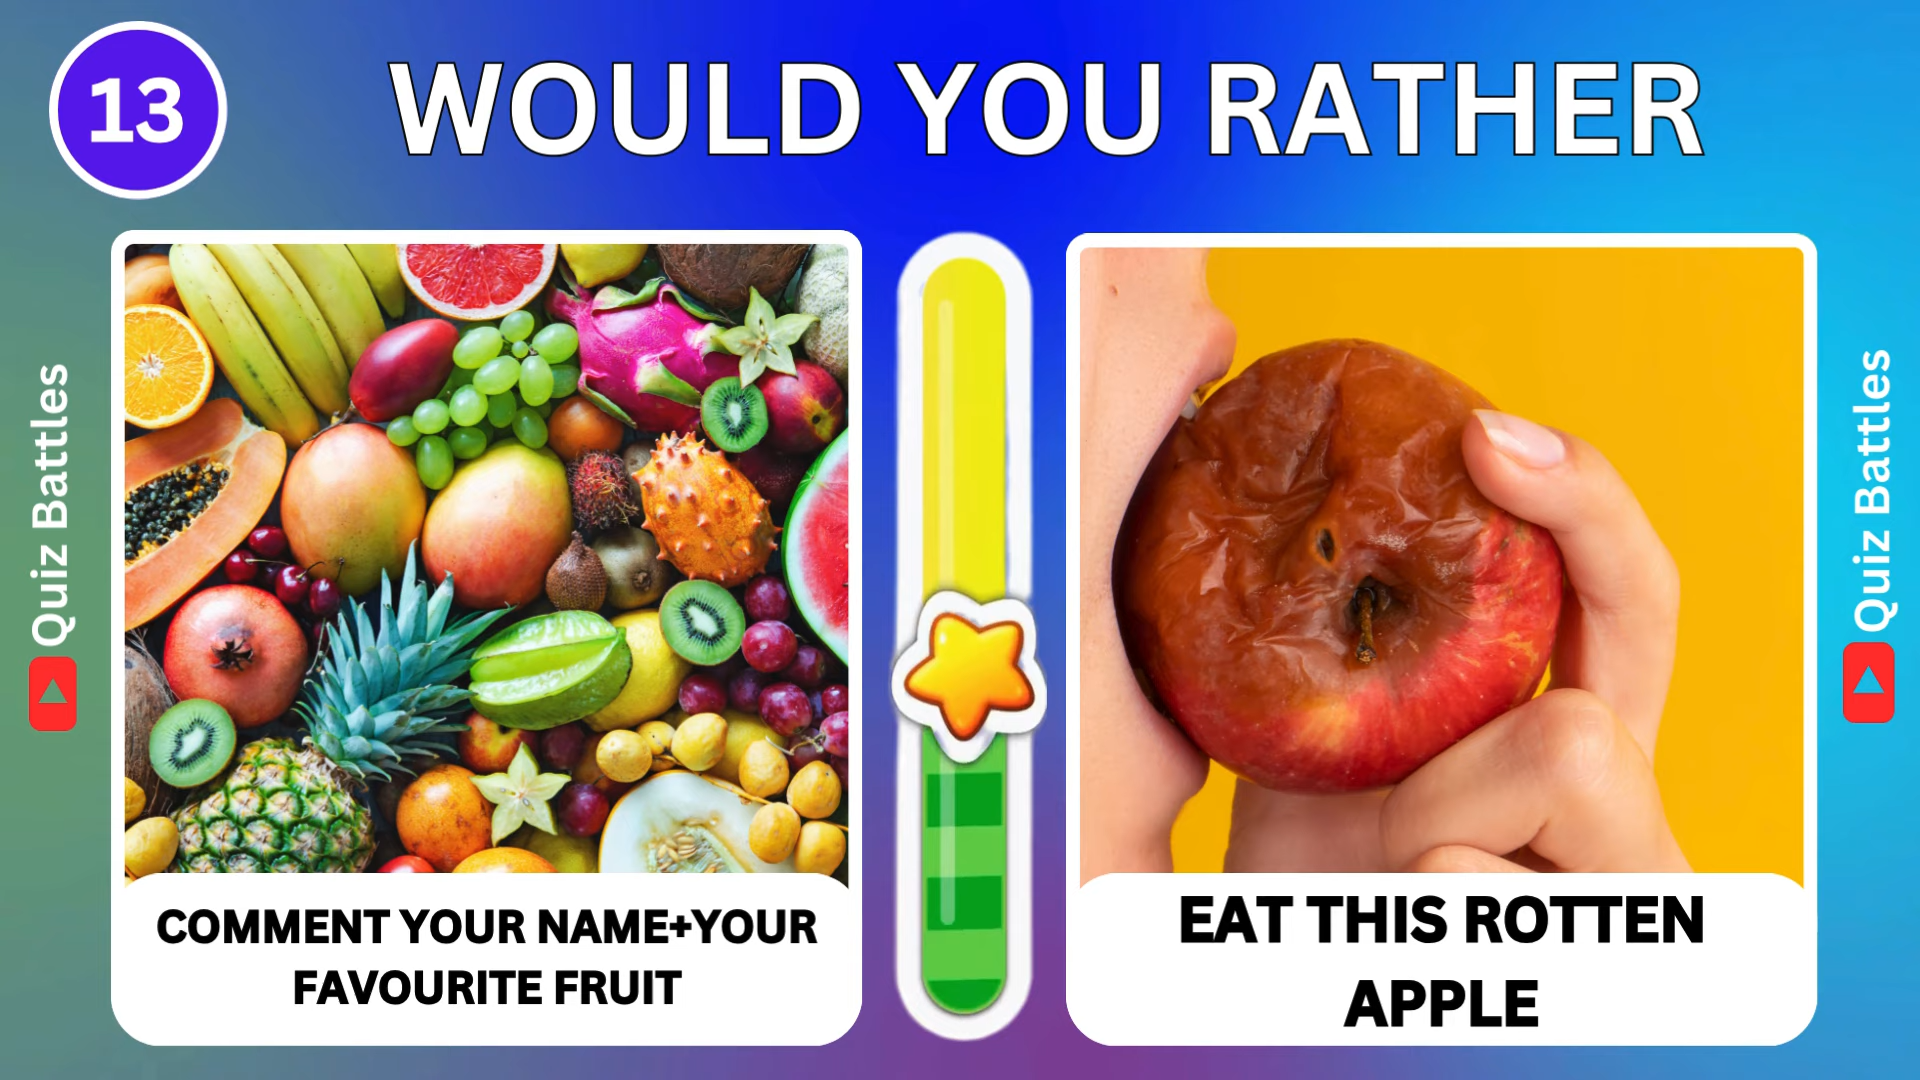 13
WOULD YOU RATHER
Quiz Battles
COMMENT YOUR NAME+YOUR
FAVOURITE FRUIT
EAT THIS ROTTEN
APPLE
Quiz Battles